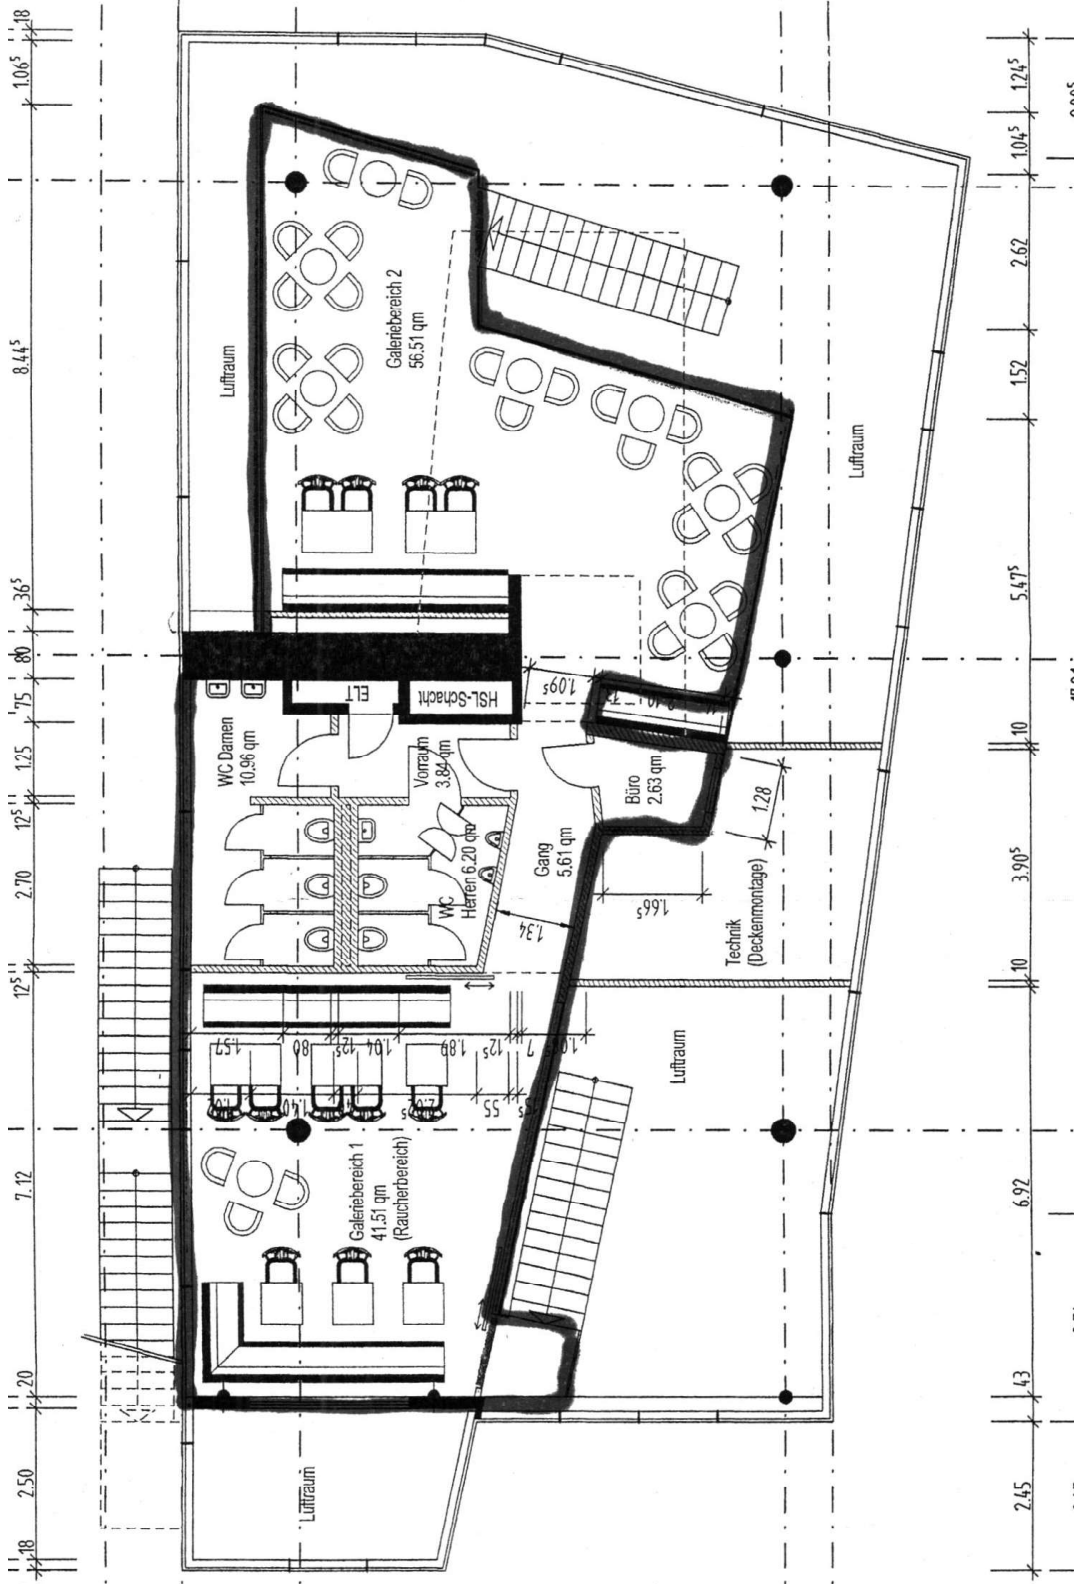 18
1.06⁵
8.44⁵
36⁵
80
75
1.25
12⁵
2.70
12⁵
7.12
20
2.50
18
Luftraum
Galeriebereich 2
56.51 qm
Luftraum
ELT
HSL-Schacht
WC Damen
10.96 qm
Vorraum
3.84 qm
WC
Herren 6.20 qm
Gang
5.61 qm
Büro
2.63 qm
1.09⁵
1.28
1.66⁵
1.34
Technik
(Deckenmontage)
1.57
80
12⁵
1.04
1.89
12⁵
7
55
Luftraum
Galeriebereich 1
41.51 qm
(Raucherbereich)
Luftraum
1.24⁵
1.04⁵
2.62
1.52
5.47⁵
10
3.90⁵
10
6.92
43
2.45